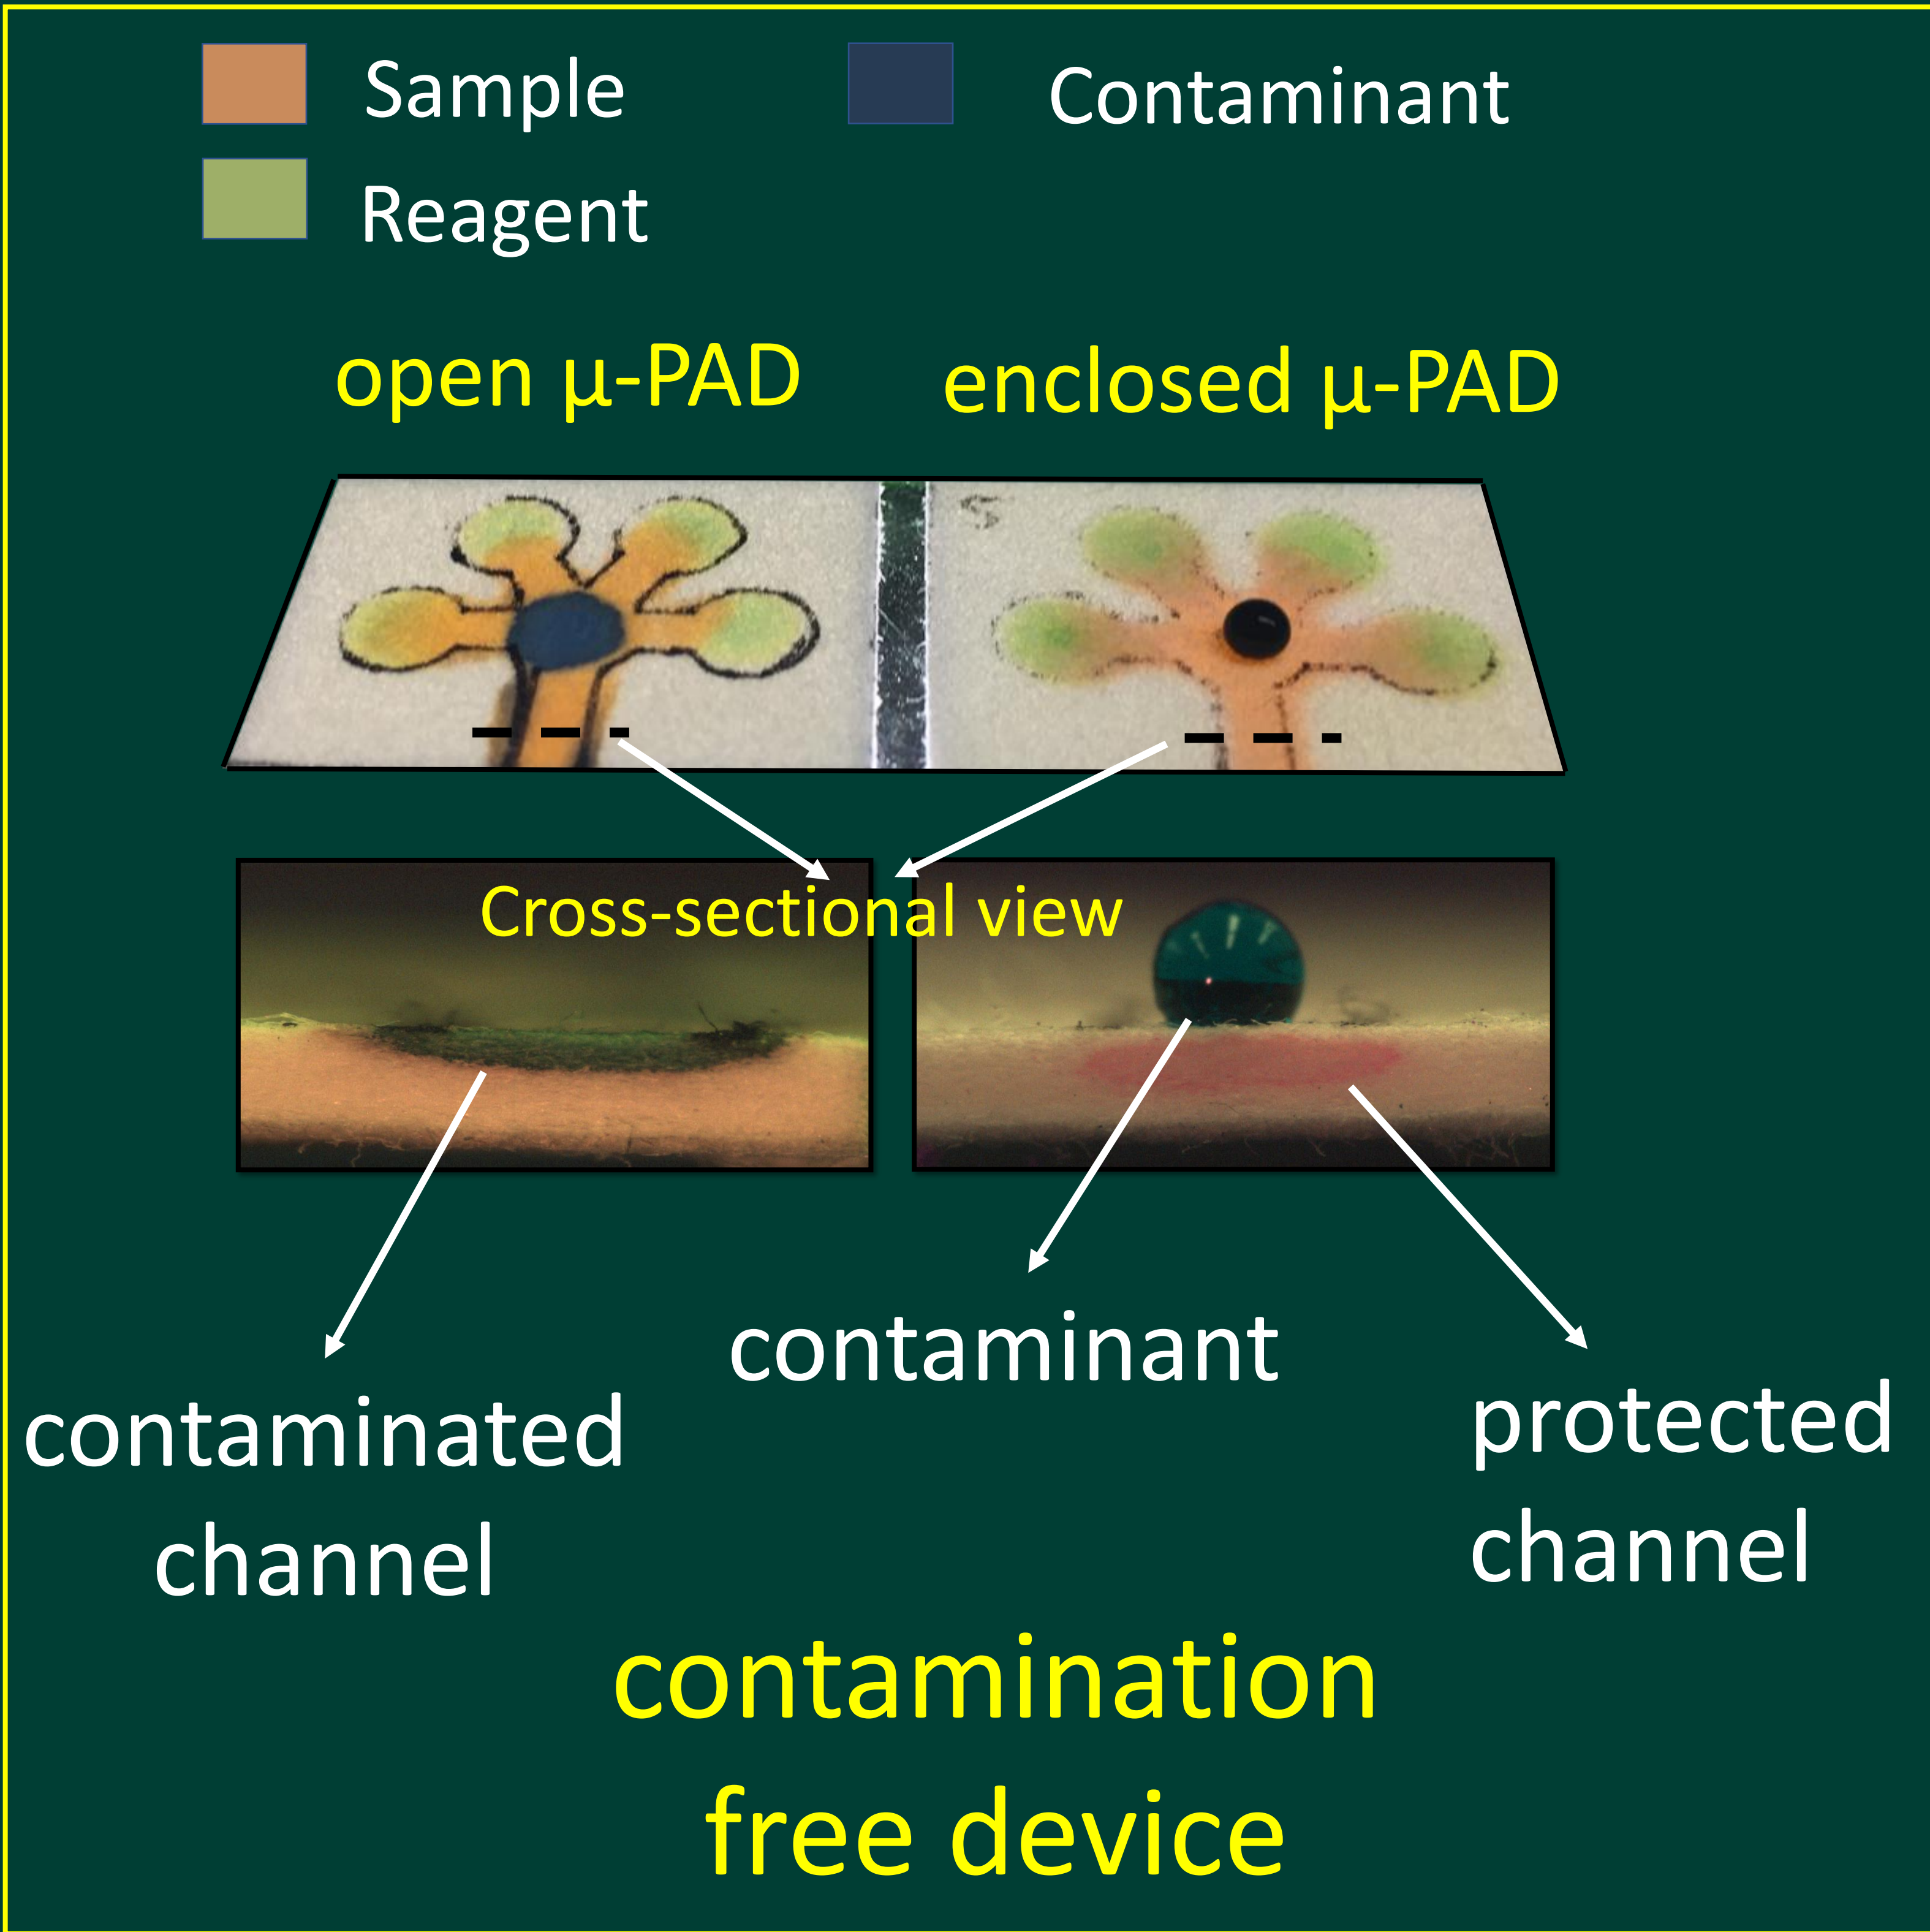 Sample
Contaminant
Reagent
open µ-PAD
enclosed µ-PAD
Cross-sectional view
contaminant
contaminated
channel
protected
channel
contamination
free device